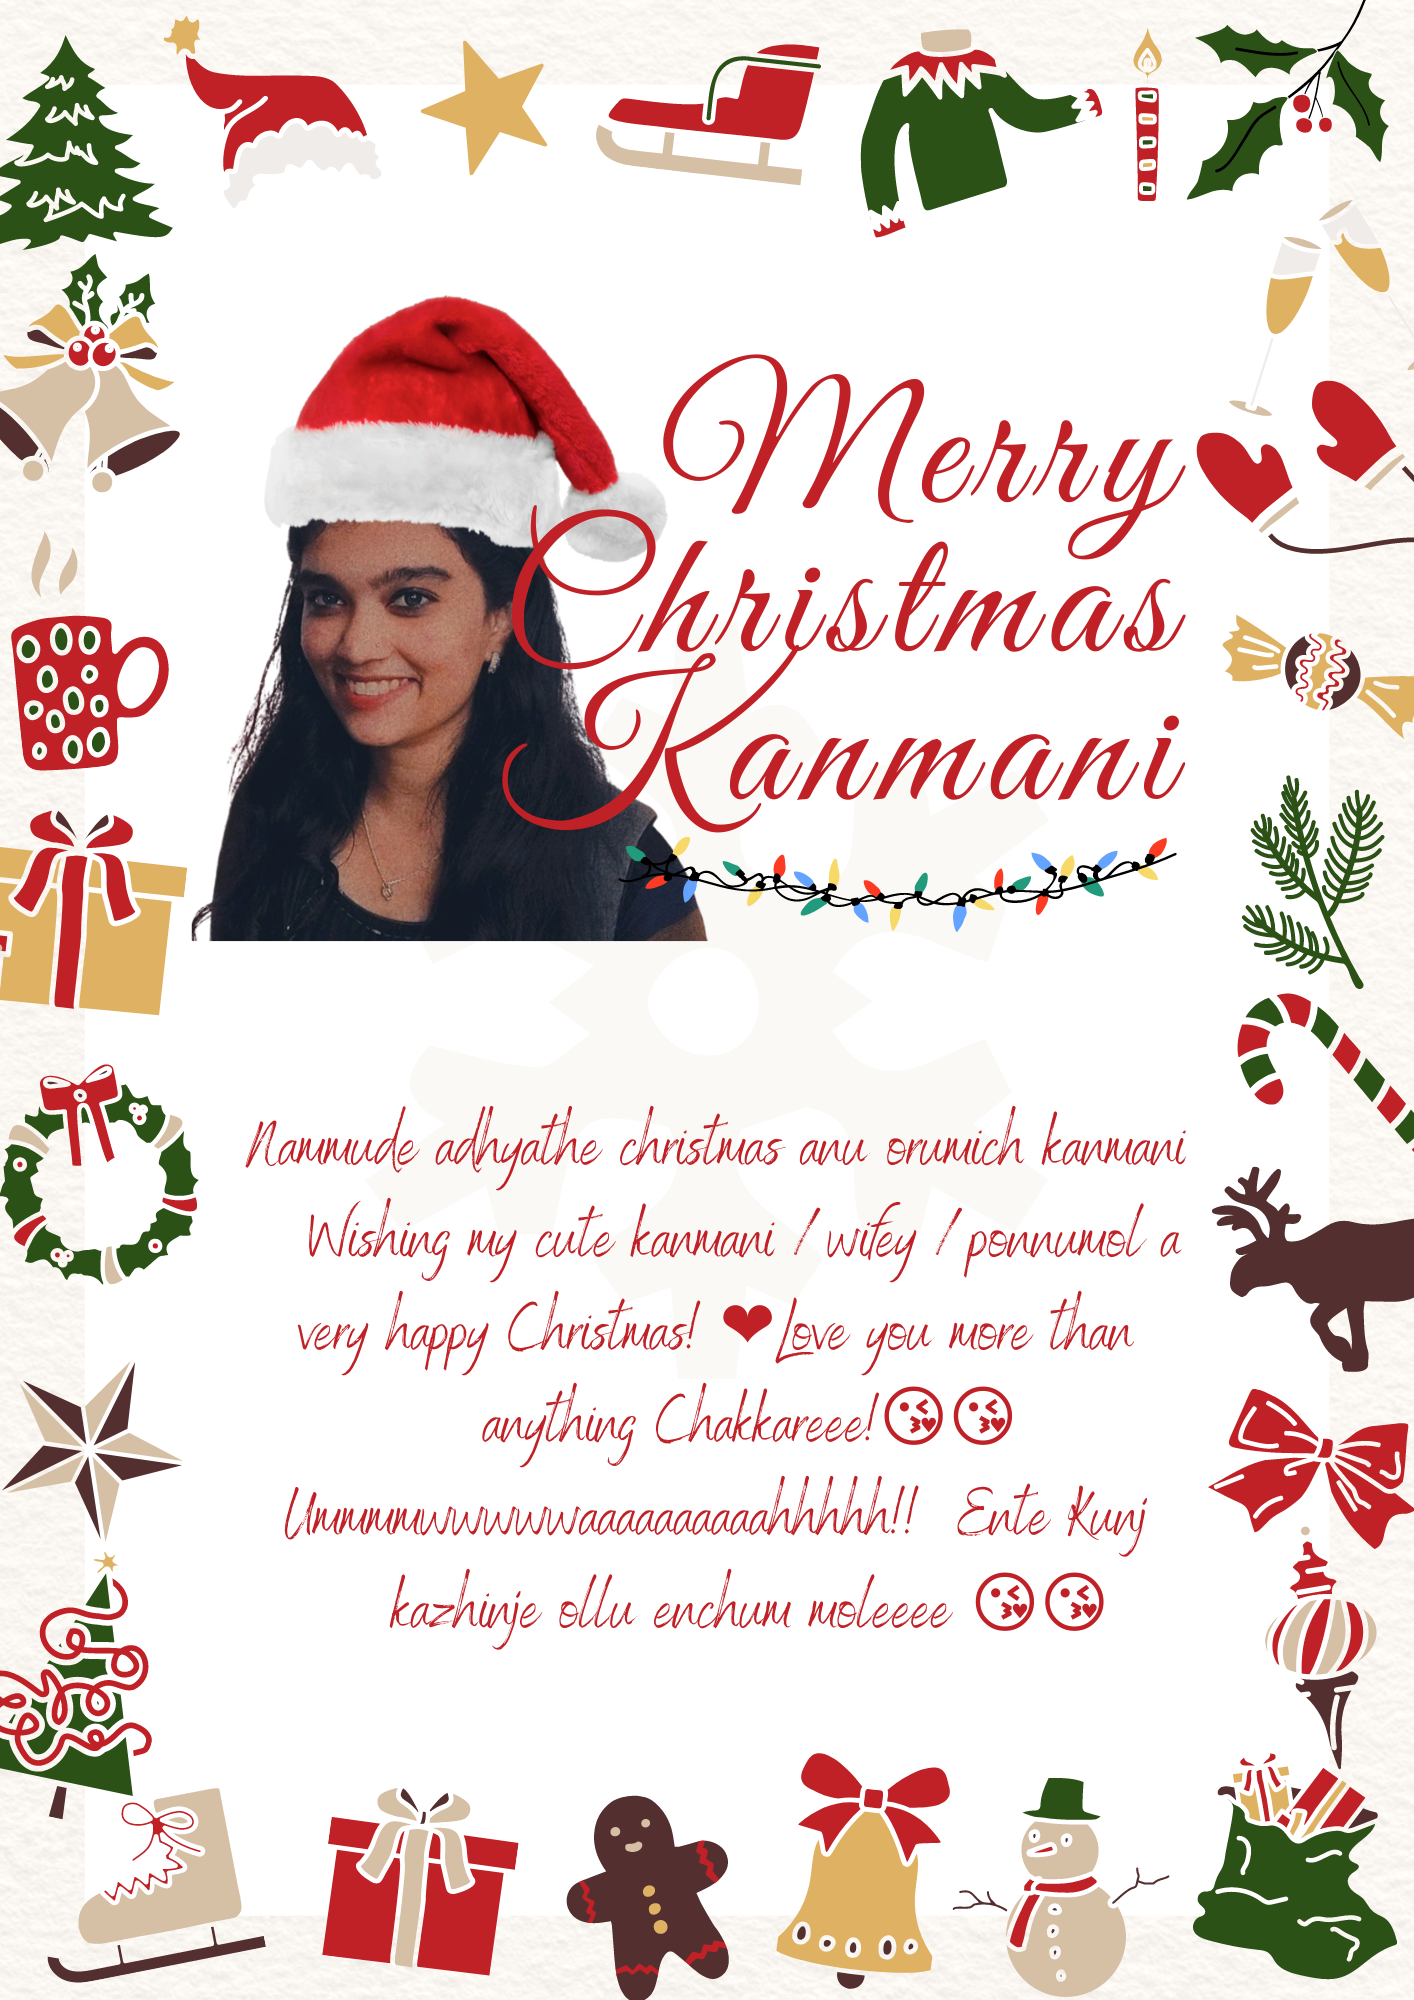 Merry
Christmas
Kanmani
Nammude adhyathe christmas anu orumich kanmani
Wishing my cute kanmani / wifey / ponnumol a
very happy Christmas! ❤Love you more than
anything Chakkareee!😘😘
Ummmmwwwwwaaaaaaaaaahhhhh!! Ente Kunj
kazhinje ollu enchum moleeee 😘😘